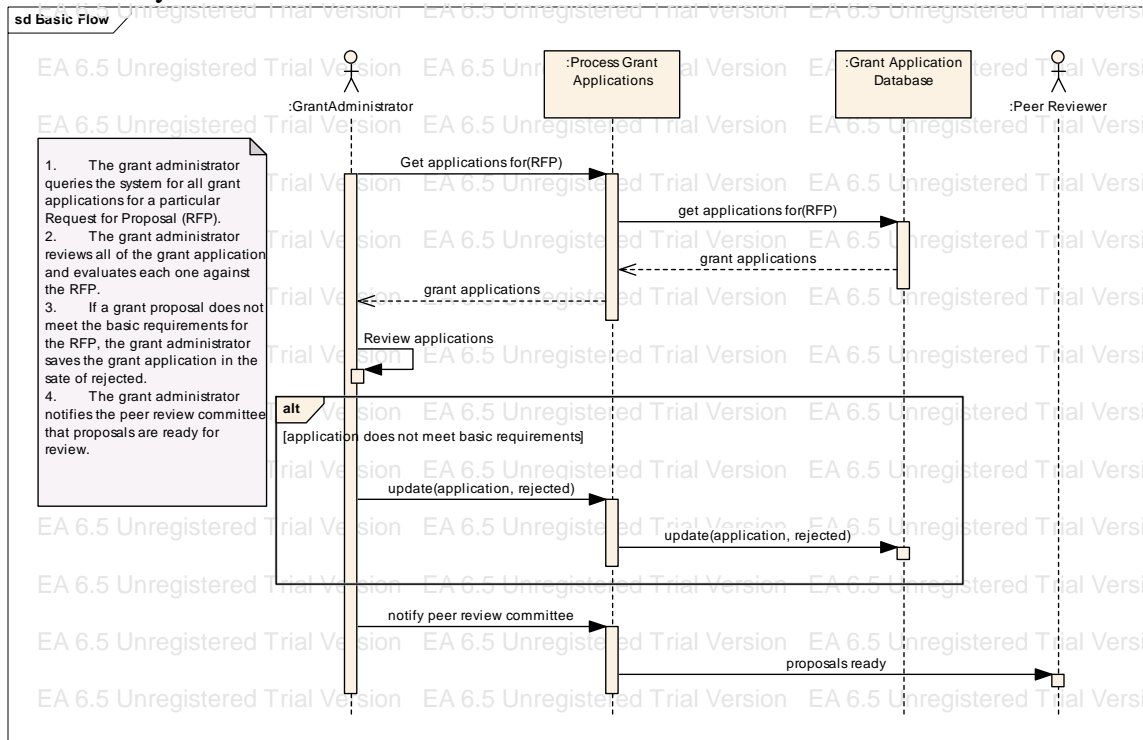 sd Basic Flow
:GrantAdministrator
:Process Grant
Applications
:Grant Application
Database
:Peer Reviewer
1. The grant administrator
queries the system for all grant
applications for a particular
Request for Proposal (RFP).
2. The grant administrator
reviews all of the grant application
and evaluates each one against
the RFP.
3. If a grant proposal does not
meet the basic requirements for
the RFP, the grant administrator
saves the grant application in the
sate of rejected.
4. The grant administrator
notifies the peer review committee
that proposals are ready for
review.
Get applications for(RFP)
get applications for(RFP)
grant applications
grant applications
Review applications
alt
[application does not meet basic requirements]
update(application, rejected)
update(application, rejected)
notify peer review committee
proposals ready
EA 6.5 Unregistered Trial Version